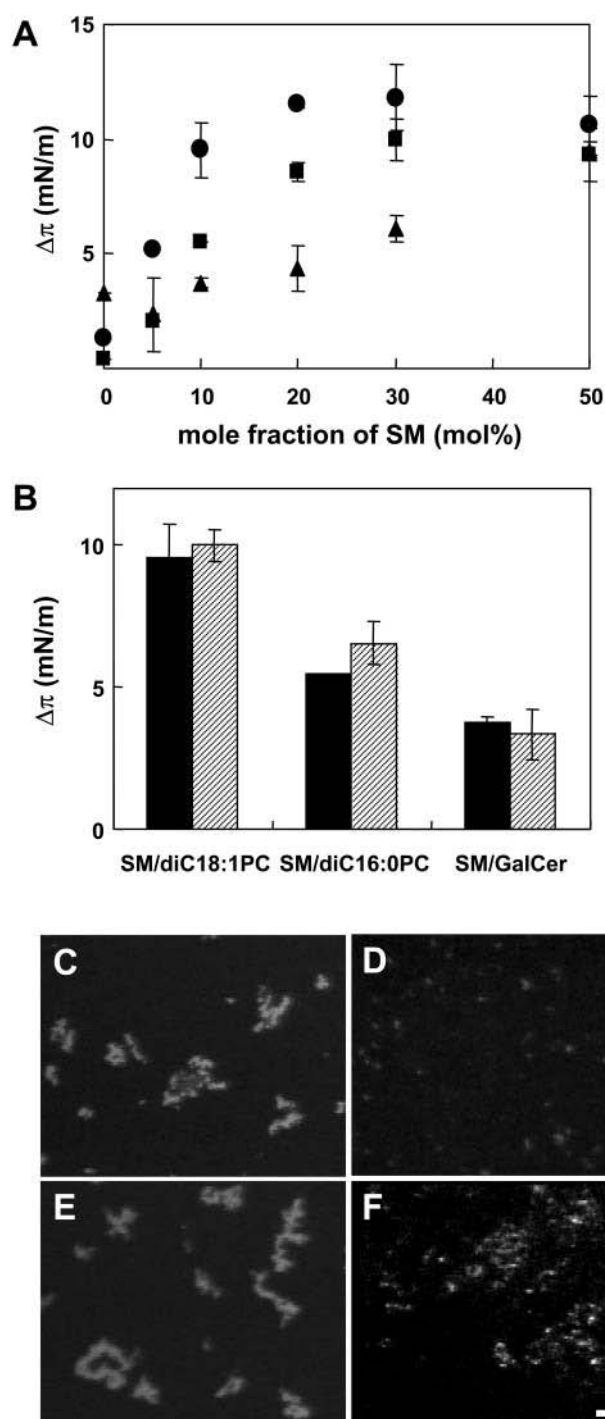 A
15
10
5
Δπ (mN/m)
0 10 20 30 40 50
mole fraction of SM (mol%)
B
10
5
0
Δπ (mN/m)
SM/diC18:1PC SM/diC16:0PC SM/GalCer
C D
E F